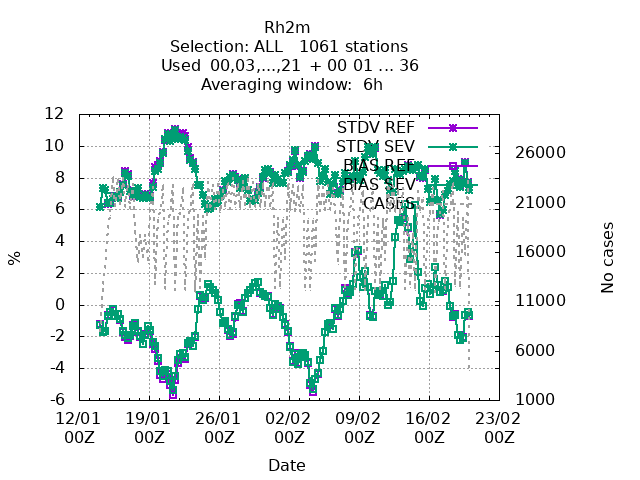 Rh2m
Selection: ALL 1061 stations
Used 00,03,...,21 + 00 01 ... 36
Averaging window: 6h
12
10
8
6
4
2
0
-2
-4
-6
%
STDV REF
STDV SEV
BIAS REF
BIAS SEV
CASES
26000
21000
16000
11000
6000
1000
No cases
12/01 19/01 26/01 02/02 09/02 16/02 23/02
00Z 00Z 00Z 00Z 00Z 00Z 00Z
Date